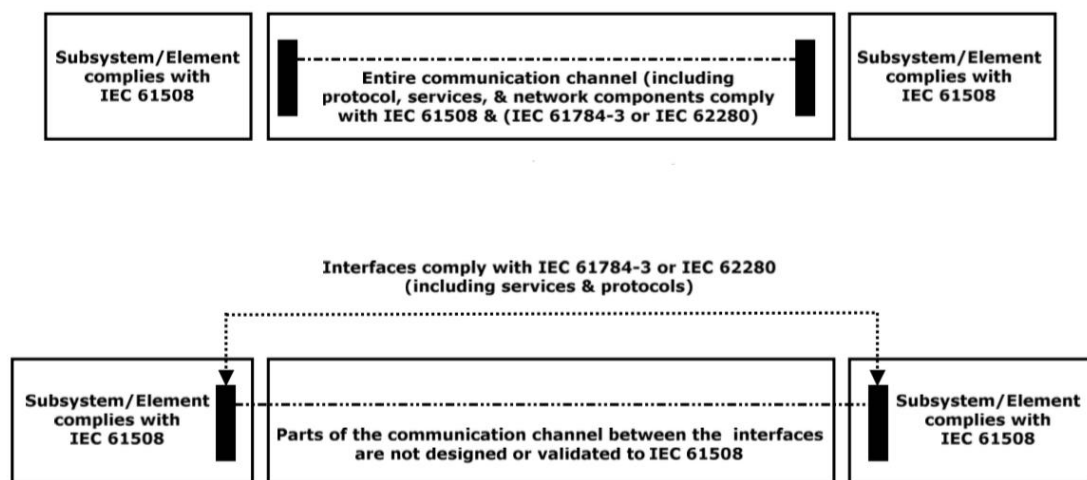 Subsystem/Element
complies with
IEC 61508
Entire communication channel (including
protocol, services, & network components comply
with IEC 61508 & (IEC 61784-3 or IEC 62280)
Subsystem/Element
complies with
IEC 61508
Interfaces comply with IEC 61784-3 or IEC 62280
(including services & protocols)
Subsystem/Element
complies with
IEC 61508
Parts of the communication channel between the interfaces
are not designed or validated to IEC 61508
Subsystem/Element
complies with
IEC 61508